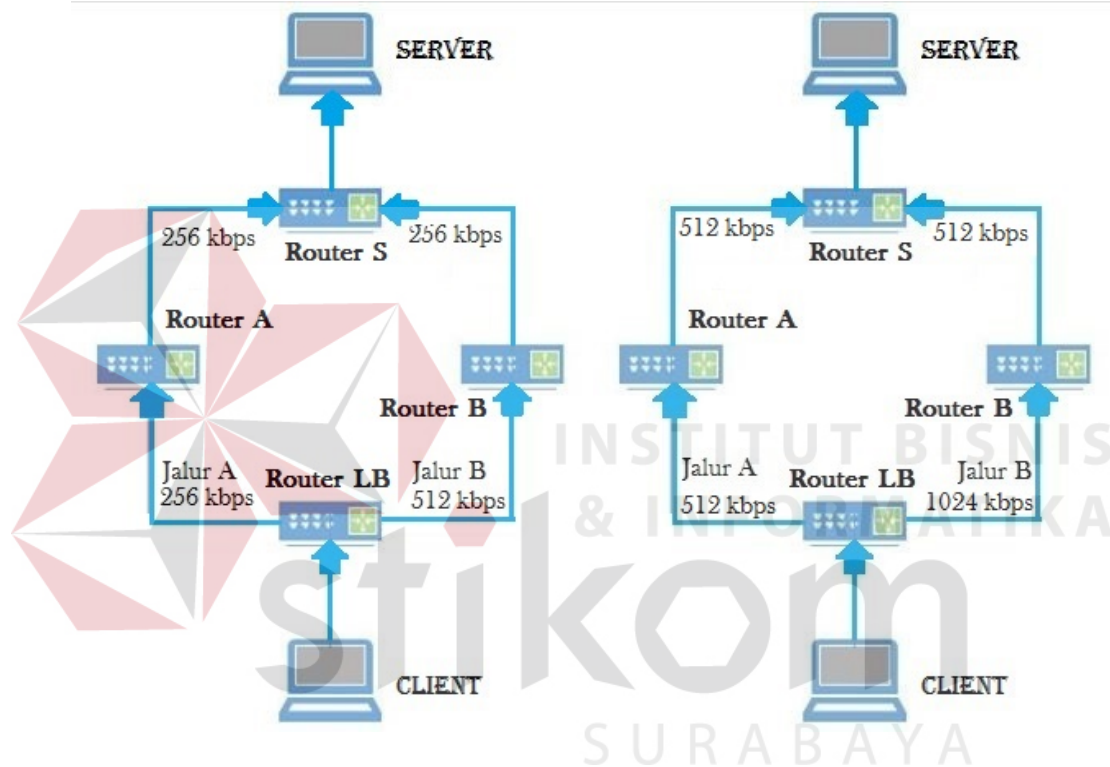 SERVER
256 kbps
256 kbps
Router S
Router A
Router B
Jalur A
256 kbps
Router LB
Jalur B
512 kbps
CLIENT
SERVER
512 kbps
512 kbps
Router S
Router A
Router B
Jalur A
512 kbps
Router LB
Jalur B
1024 kbps
CLIENT
INSTITUT BISNIS
& INFORMATIKA
stikom
SURABAYA